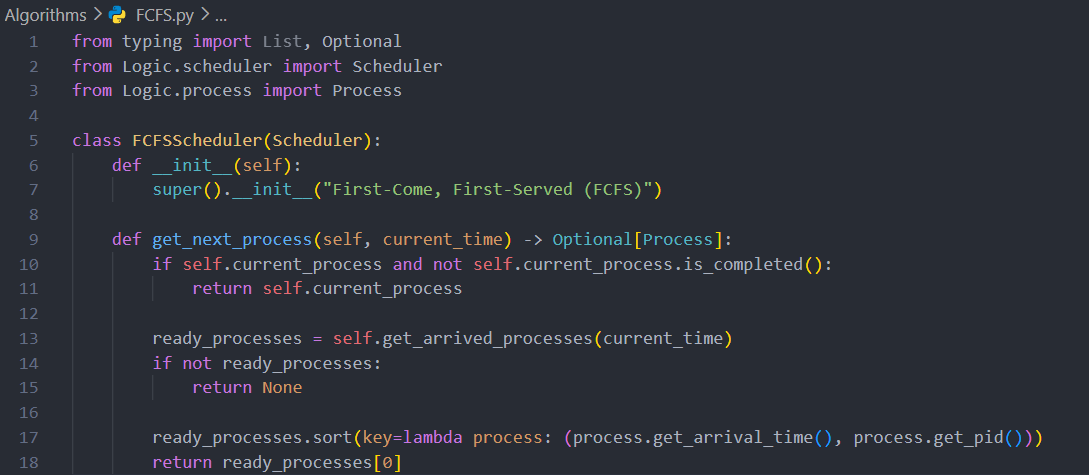 Algorithms > FCFS.py > ...
1 from typing import List, Optional
2 from Logic.scheduler import Scheduler
3 from Logic.process import Process
4
5 class FCFSScheduler(Scheduler):
6     def __init__(self):
7         super().__init__("First-Come, First-Served (FCFS)")
8
9     def get_next_process(self, current_time) -> Optional[Process]:
10         if self.current_process and not self.current_process.is_completed():
11             return self.current_process
12
13         ready_processes = self.get_arrived_processes(current_time)
14         if not ready_processes:
15             return None
16
17         ready_processes.sort(key=lambda process: (process.get_arrival_time(), process.get_pid()))
18         return ready_processes[0]